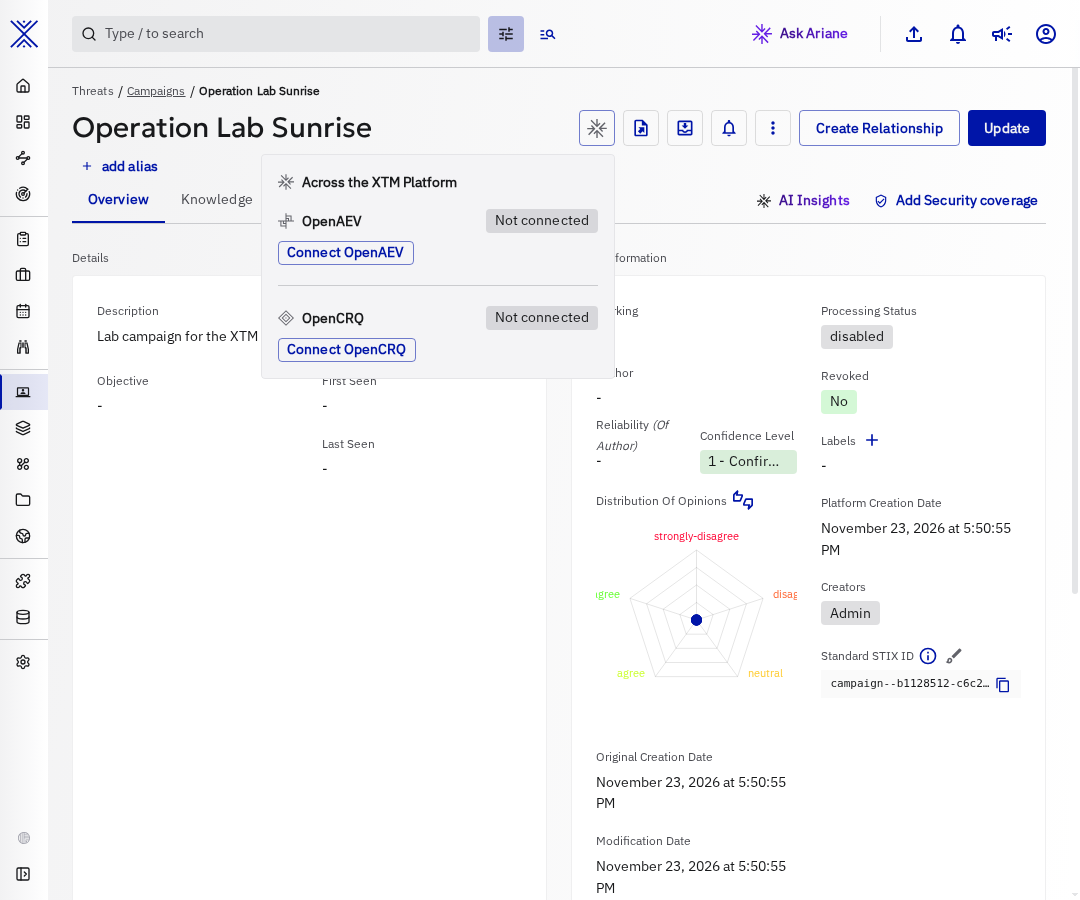 Type / to search
Ask Ariane
Threats / Campaigns / Operation Lab Sunrise
Operation Lab Sunrise
Create Relationship
Update
+ add alias
Overview
Knowledge
AI Insights
Add Security coverage
Across the XTM Platform
OpenAEV
Not connected
Connect OpenAEV
OpenCRQ
Not connected
Connect OpenCRQ
Details
Description
Lab campaign for the XTM
Objective
-
First Seen
-
Last Seen
-
formation
Processing Status
disabled
-
Revoked
No
Reliability (Of
Author)
-
Confidence Level
1 - Confir...
Labels
-
Distribution Of Opinions
strongly-disagree
disag
neutral
agree
agree
Platform Creation Date
November 23, 2026 at 5:50:55
PM
Creators
Admin
Standard STIX ID
campaign--b1128512-c6c2…
Original Creation Date
November 23, 2026 at 5:50:55
PM
Modification Date
November 23, 2026 at 5:50:55
PM